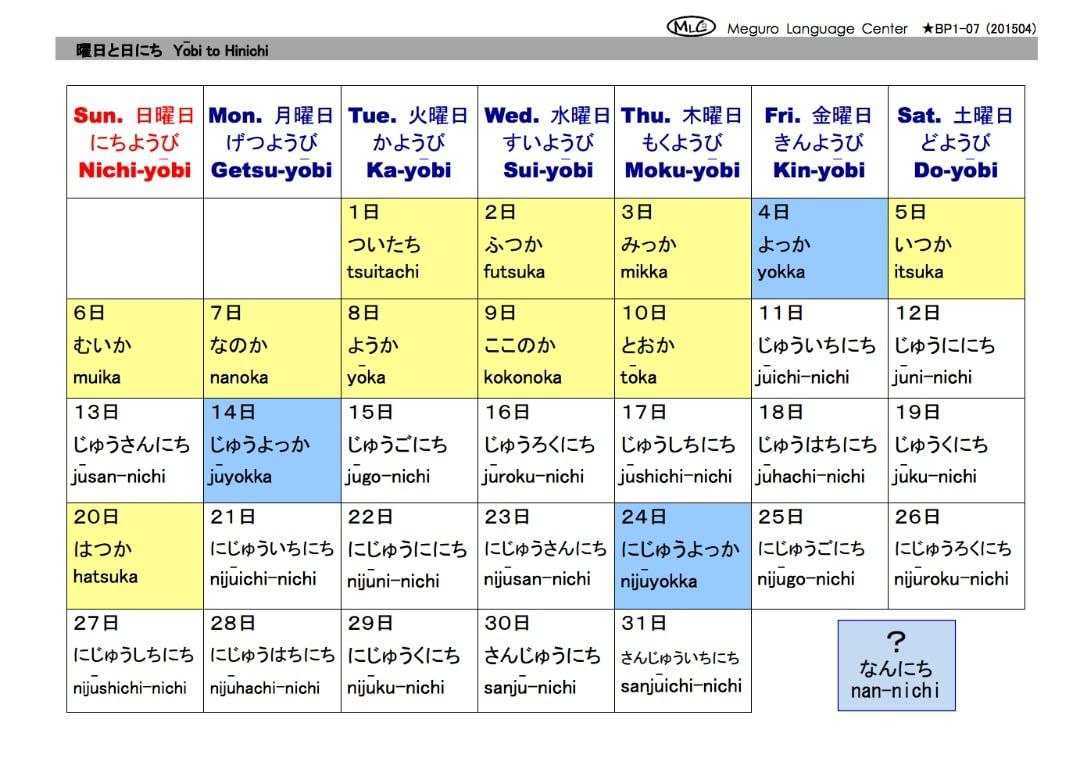 MLC Meguro Language Center ★BP1-07 (201504)
曜日と日にち Yōbi to Hinichi
Sun. 日曜日
にちようび
Nichi-yōbi
Mon. 月曜日
げつようび
Getsu-yōbi
Tue. 火曜日
かようび
Ka-yōbi
Wed. 水曜日
すいようび
Sui-yōbi
Thu. 木曜日
もくようび
Moku-yōbi
Fri. 金曜日
きんようび
Kin-yōbi
Sat. 土曜日
どようび
Do-yōbi
1日
ついたち
tsuitachi
2日
ふつか
futsuka
3日
みっか
mikka
4日
よっか
yokka
5日
いつか
itsuka
6日
むいか
muika
7日
なのか
nanoka
8日
ようか
yōka
9日
ここのか
kokonoka
10日
とおか
tōka
11日
じゅういちにち
jūichi-nichi
12日
じゅうににち
jūni-nichi
13日
じゅうさんにち
jūsan-nichi
14日
じゅうよっか
jūyokka
15日
じゅうごにち
jūgo-nichi
16日
じゅうろくにち
jūroku-nichi
17日
じゅうしちにち
jūshichi-nichi
18日
じゅうはちにち
jūhachi-nichi
19日
じゅうくにち
jūku-nichi
20日
はつか
hatsuka
21日
にじゅういちにち
nijūichi-nichi
22日
にじゅうににち
nijūni-nichi
23日
にじゅうさんにち
nijūsan-nichi
24日
にじゅうよっか
nijūyokka
25日
にじゅうごにち
nijūgo-nichi
26日
にじゅうろくにち
nijūroku-nichi
27日
にじゅうしちにち
nijūshichi-nichi
28日
にじゅうはちにち
nijūhachi-nichi
29日
にじゅうくにち
nijūku-nichi
30日
さんじゅうにち
sanjū-nichi
31日
さんじゅういちにち
sanjūichi-nichi
?
なんにち
nan-nichi